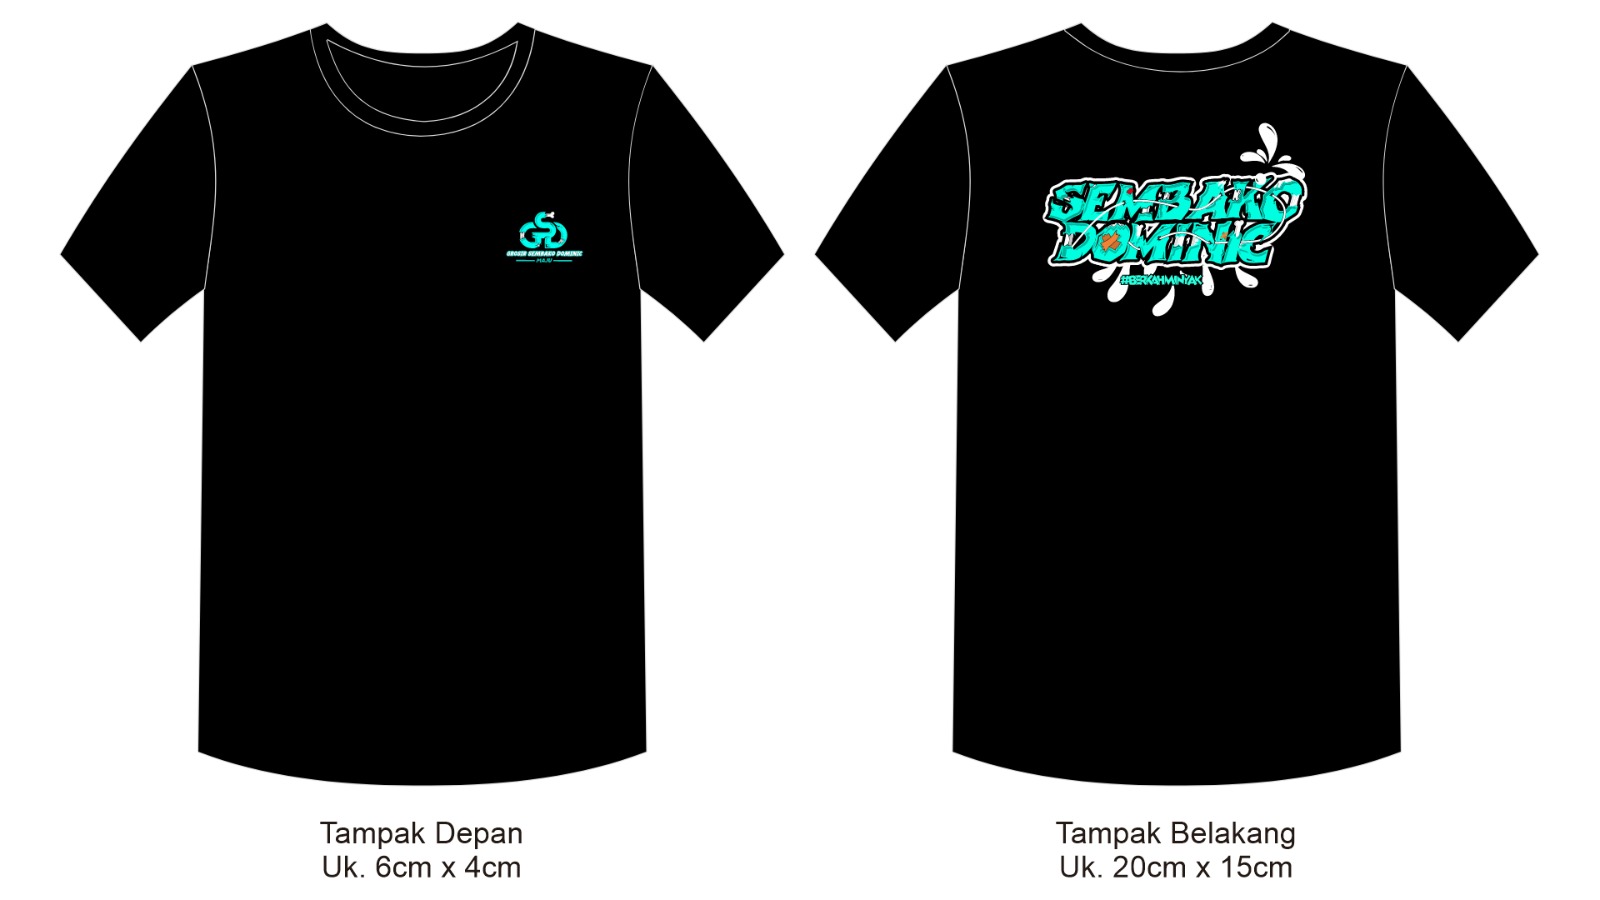 GSD
GROSIR SEMBAKO DOMINIC
MAJU
SEMBAKO
DOMINIC
#BERKAHMINYAK
Tampak Depan
Uk. 6cm x 4cm
Tampak Belakang
Uk. 20cm x 15cm